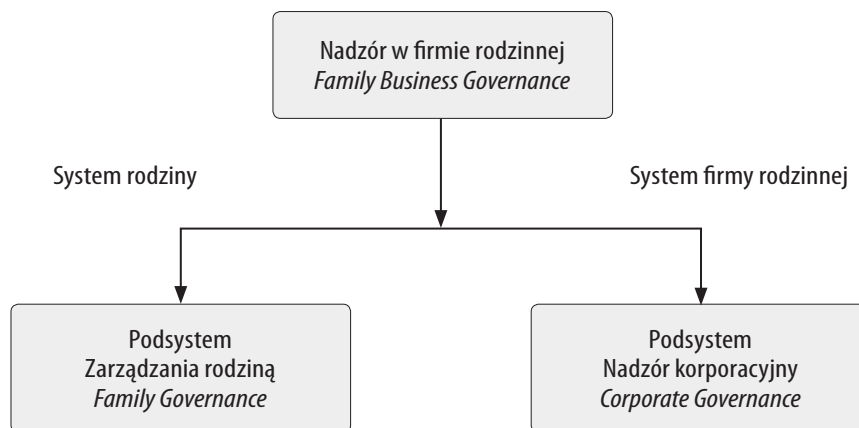 Nadzór w firmie rodzinnej
Family Business Governance
System rodziny
System firmy rodzinnej
Podsystem
Zarządzania rodziną
Family Governance
Podsystem
Nadzór korporacyjny
Corporate Governance